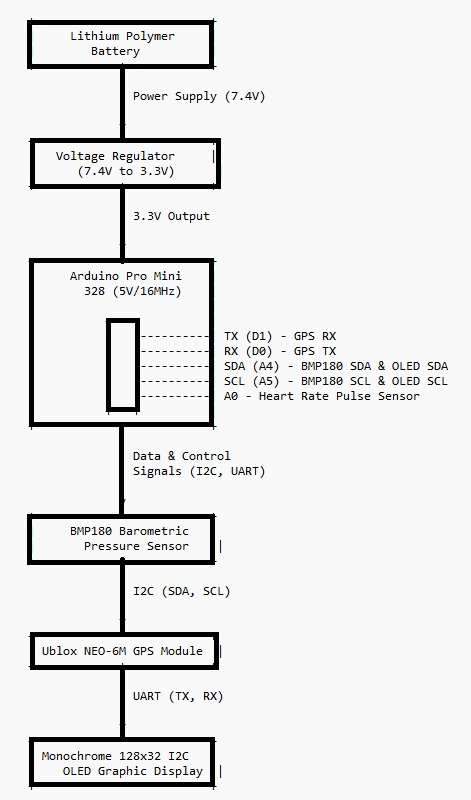 Lithium Polymer
Battery
Power Supply (7.4V)
Voltage Regulator
(7.4V to 3.3V)
3.3V Output
Arduino Pro Mini
328 (5V/16MHz)
TX (D1) - GPS RX
RX (D0) - GPS TX
SDA (A4) - BMP180 SDA & OLED SDA
SCL (A5) - BMP180 SCL & OLED SCL
A0 - Heart Rate Pulse Sensor
Data & Control
Signals (I2C, UART)
BMP180 Barometric
Pressure Sensor
I2C (SDA, SCL)
Ublox NEO-6M GPS Module
UART (TX, RX)
Monochrome 128x32 I2C
OLED Graphic Display